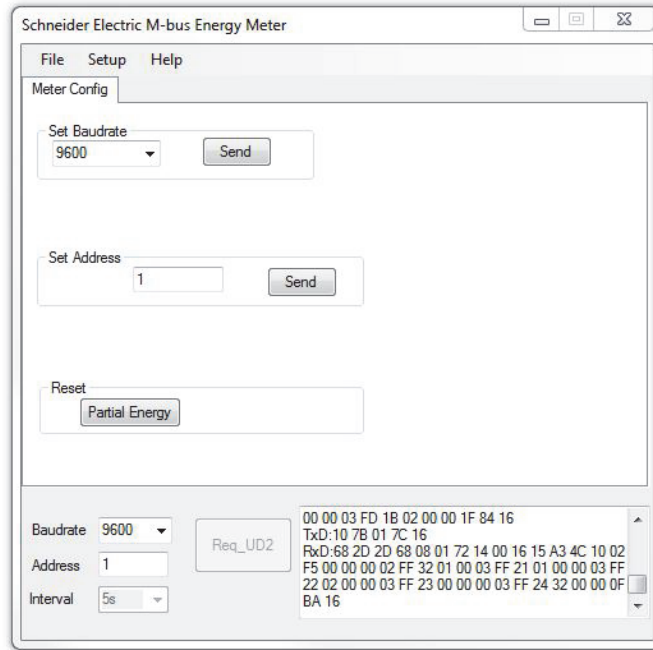 Schneider Electric M-bus Energy Meter
File Setup Help
Meter Config
Set Baudrate
9600 Send
Set Address
1 Send
Reset
Partial Energy
Baudrate 9600
Address 1
Interval 5s
Req_UD2
00 00 03 FD 1B 02 00 00 1F 84 16
TxD:10 7B 01 7C 16
RxD:68 2D 2D 68 08 01 72 14 00 16 15 A3 4C 10 02
F5 00 00 00 02 FF 32 01 00 03 FF 21 01 00 00 03 FF
22 02 00 00 03 FF 23 00 00 00 03 FF 24 32 00 00 0F
BA 16